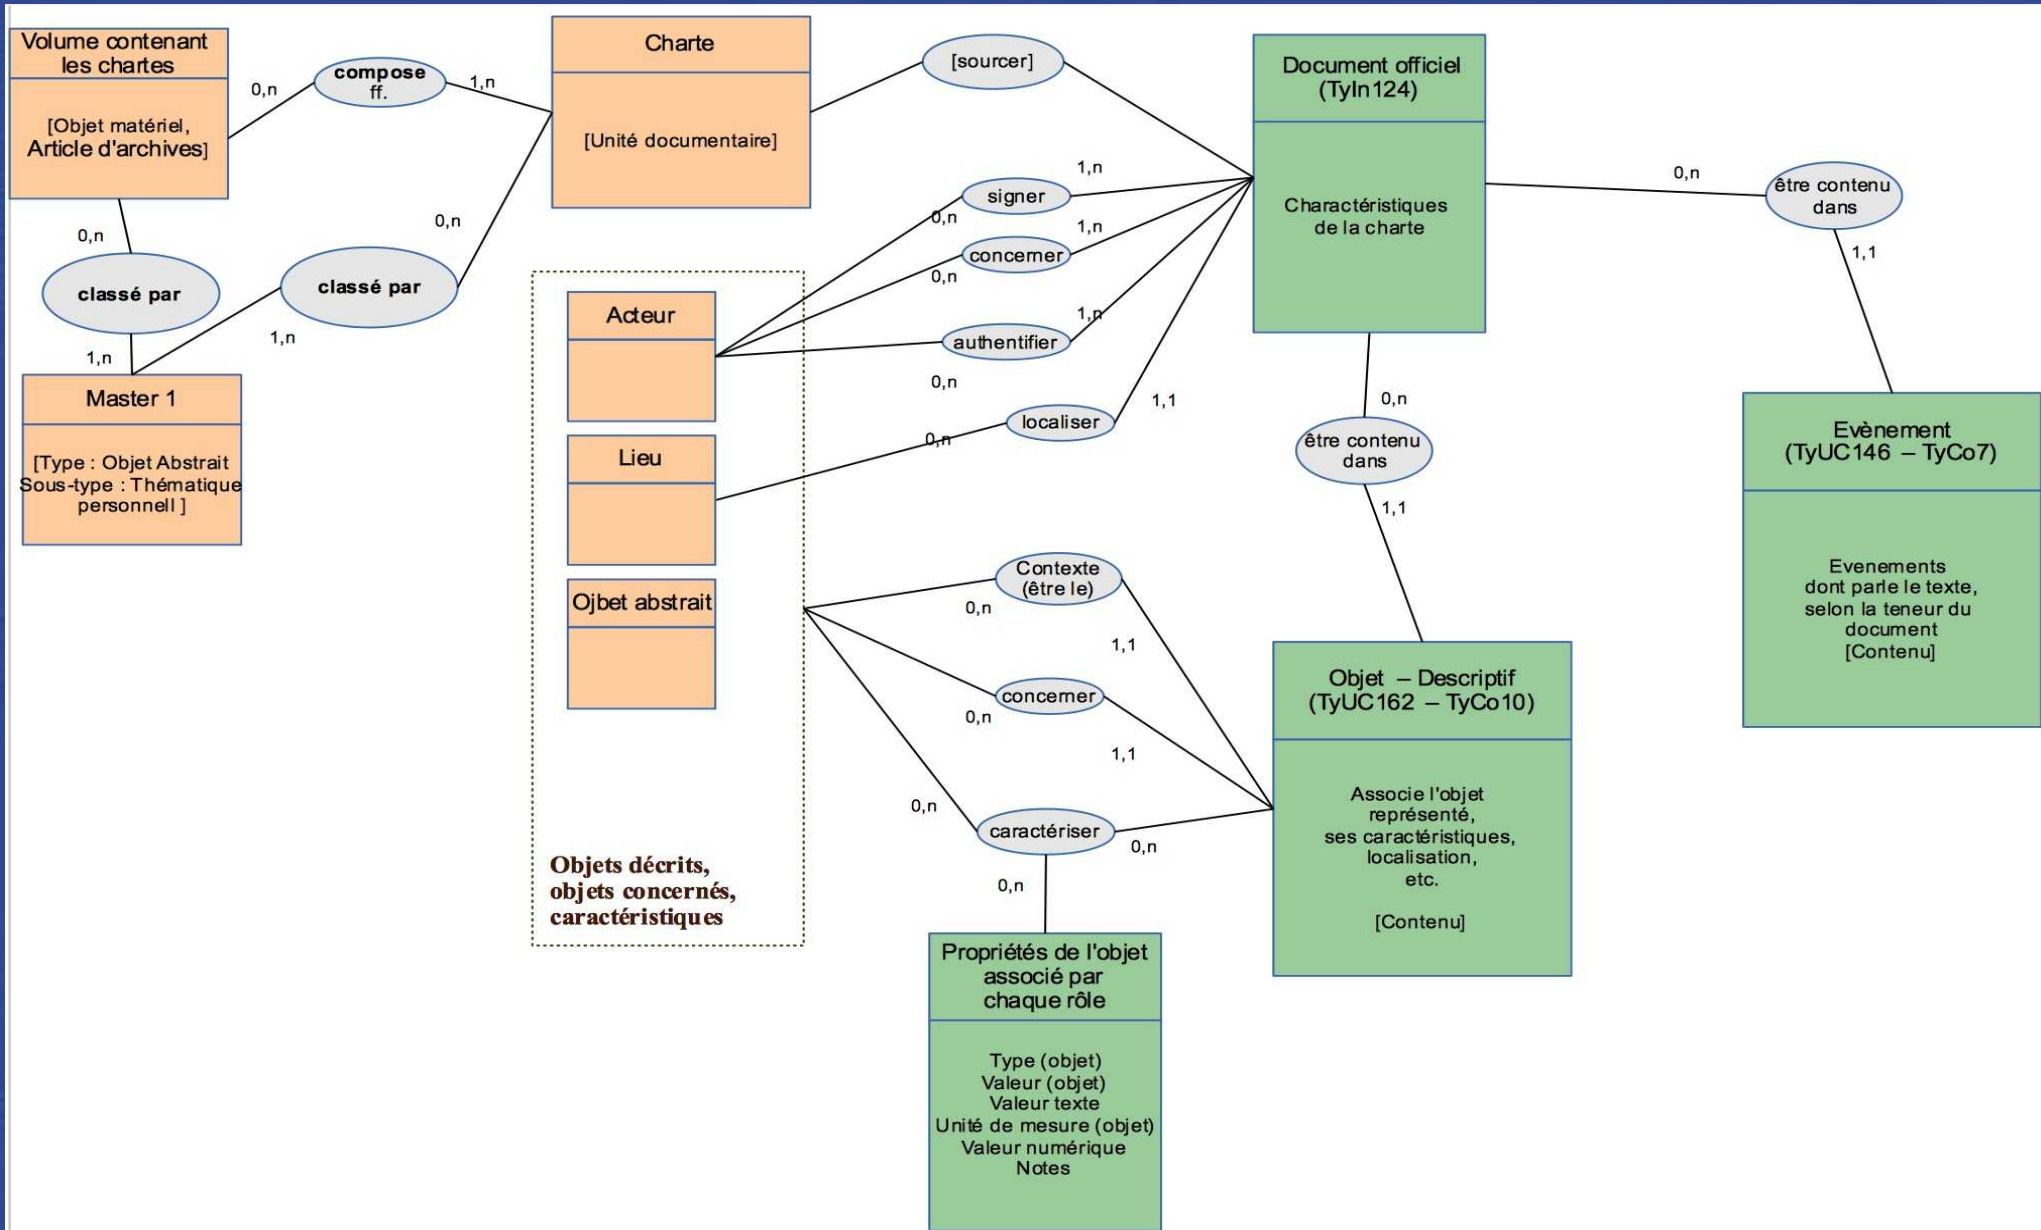 Volume contenant
les chartes
[Objet matériel,
Article d'archives]
0,n
compose
ff.
1,n
Charte
[Unité documentaire]
[sourcer]
Document officiel
(TyIn124)
Charactéristiques
de la charte
0,n
être contenu
dans
1,1
0,n
classé par
1,n
0,n
classé par
1,n
Master 1
[Type : Objet Abstrait
Sous-type : Thématique
personnell ]
0,n
signer
1,n
0,n
concerner
1,n
0,n
authentifier
1,n
0,n
localiser
1,1
Acteur
Lieu
Ojbet abstrait
Objets décrits,
objets concernés,
caractéristiques
0,n
être contenu
dans
1,1
Evènement
(TyUC146 – TyCo7)
Evenements
dont parle le texte,
selon la teneur du
document
[Contenu]
Contexte
(être le)
0,n
1,1
concerner
0,n
1,1
0,n
caractériser
0,n
0,n
Objet – Descriptif
(TyUC162 – TyCo10)
Associe l'objet
représenté,
ses caractéristiques,
localisation,
etc.
[Contenu]
Propriétés de l'objet
associé par
chaque rôle
Type (objet)
Valeur (objet)
Valeur texte
Unité de mesure (objet)
Valeur numérique
Notes